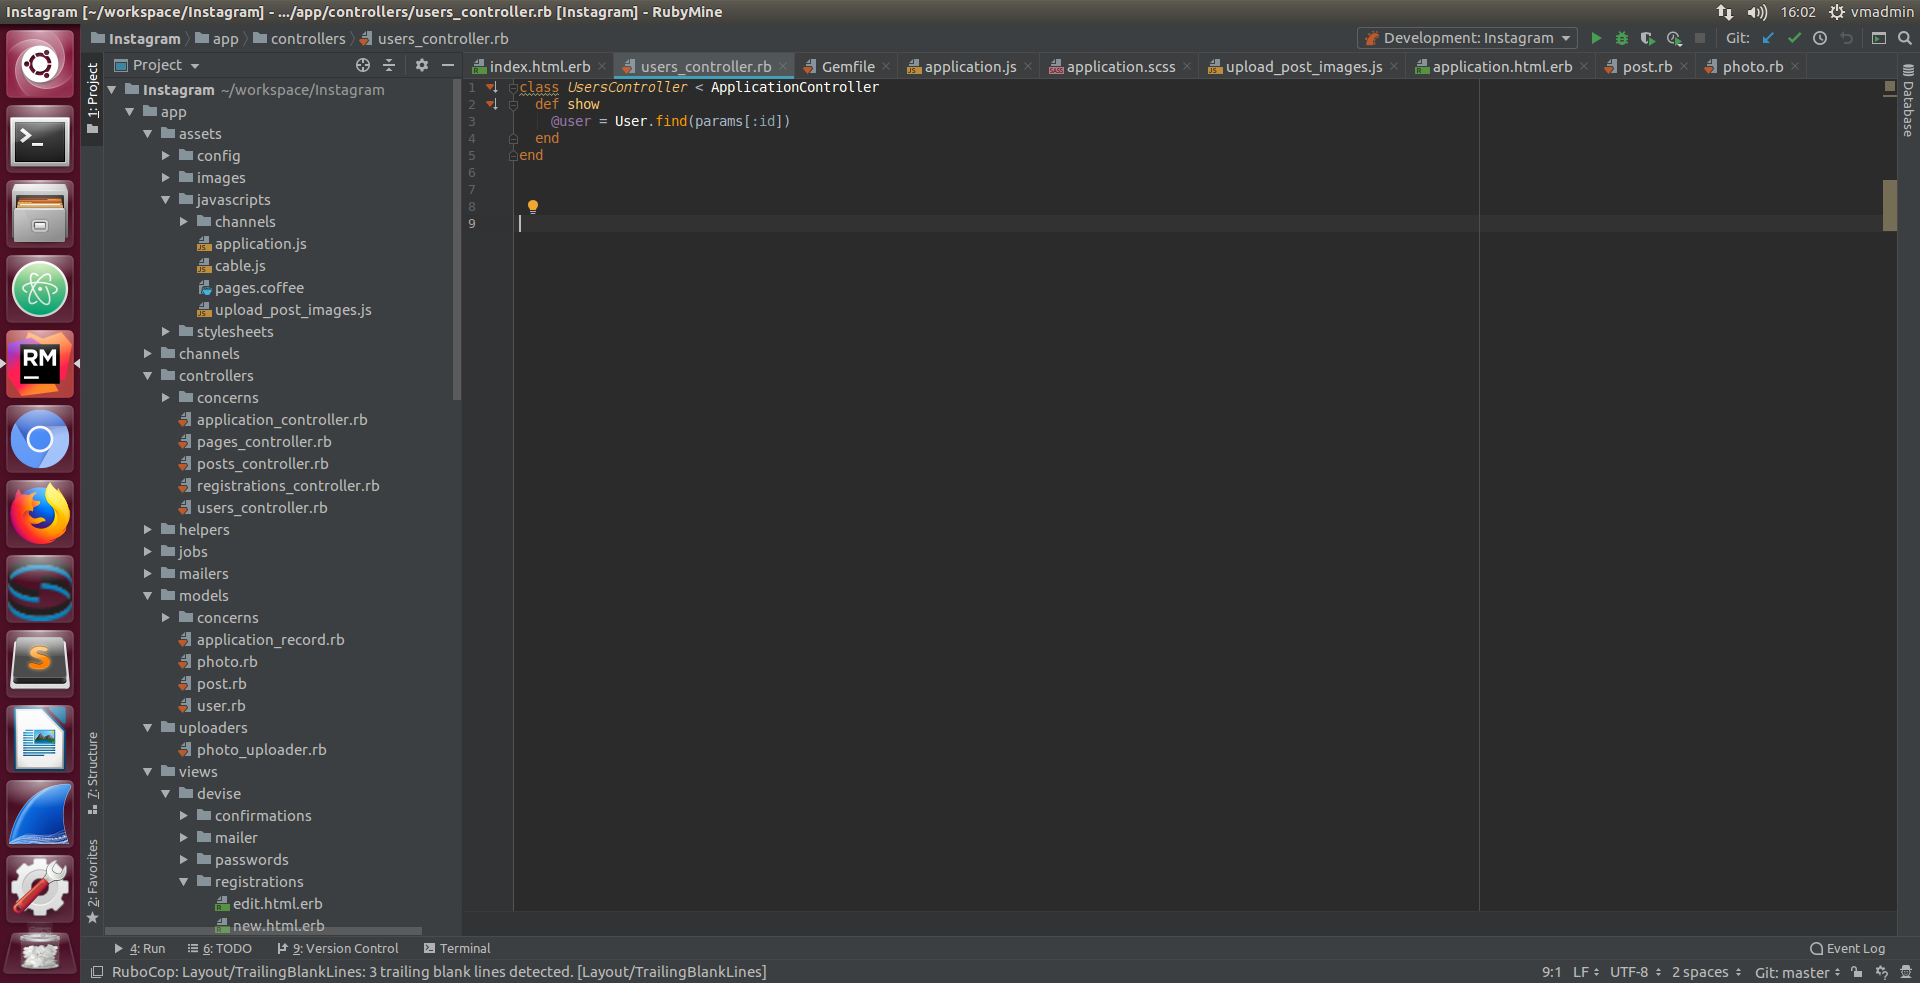 Instagram [~/workspace/Instagram] - .../app/controllers/users_controller.rb [Instagram] - RubyMine
16:02
vmadmin
Instagram
app
controllers
users_controller.rb
Development: Instagram
Git:
Project
index.html.erb
users_controller.rb
Gemfile
application.js
application.scss
upload_post_images.js
application.html.erb
post.rb
photo.rb
1: Project
7: Structure
2: Favorites
Database
Instagram ~/workspace/Instagram
app
assets
config
images
javascripts
channels
application.js
cable.js
pages.coffee
upload_post_images.js
stylesheets
channels
controllers
concerns
application_controller.rb
pages_controller.rb
posts_controller.rb
registrations_controller.rb
users_controller.rb
helpers
jobs
mailers
models
concerns
application_record.rb
photo.rb
post.rb
user.rb
uploaders
photo_uploader.rb
views
devise
confirmations
mailer
passwords
registrations
edit.html.erb
new.html.erb
1 class UsersController < ApplicationController
2 def show
3 @user = User.find(params[:id])
4 end
5 end
6
7
8
9
RM
S
4: Run
6: TODO
9: Version Control
Terminal
Event Log
RuboCop: Layout/TrailingBlankLines: 3 trailing blank lines detected. [Layout/TrailingBlankLines]
9:1
LF
UTF-8
2 spaces
Git: master